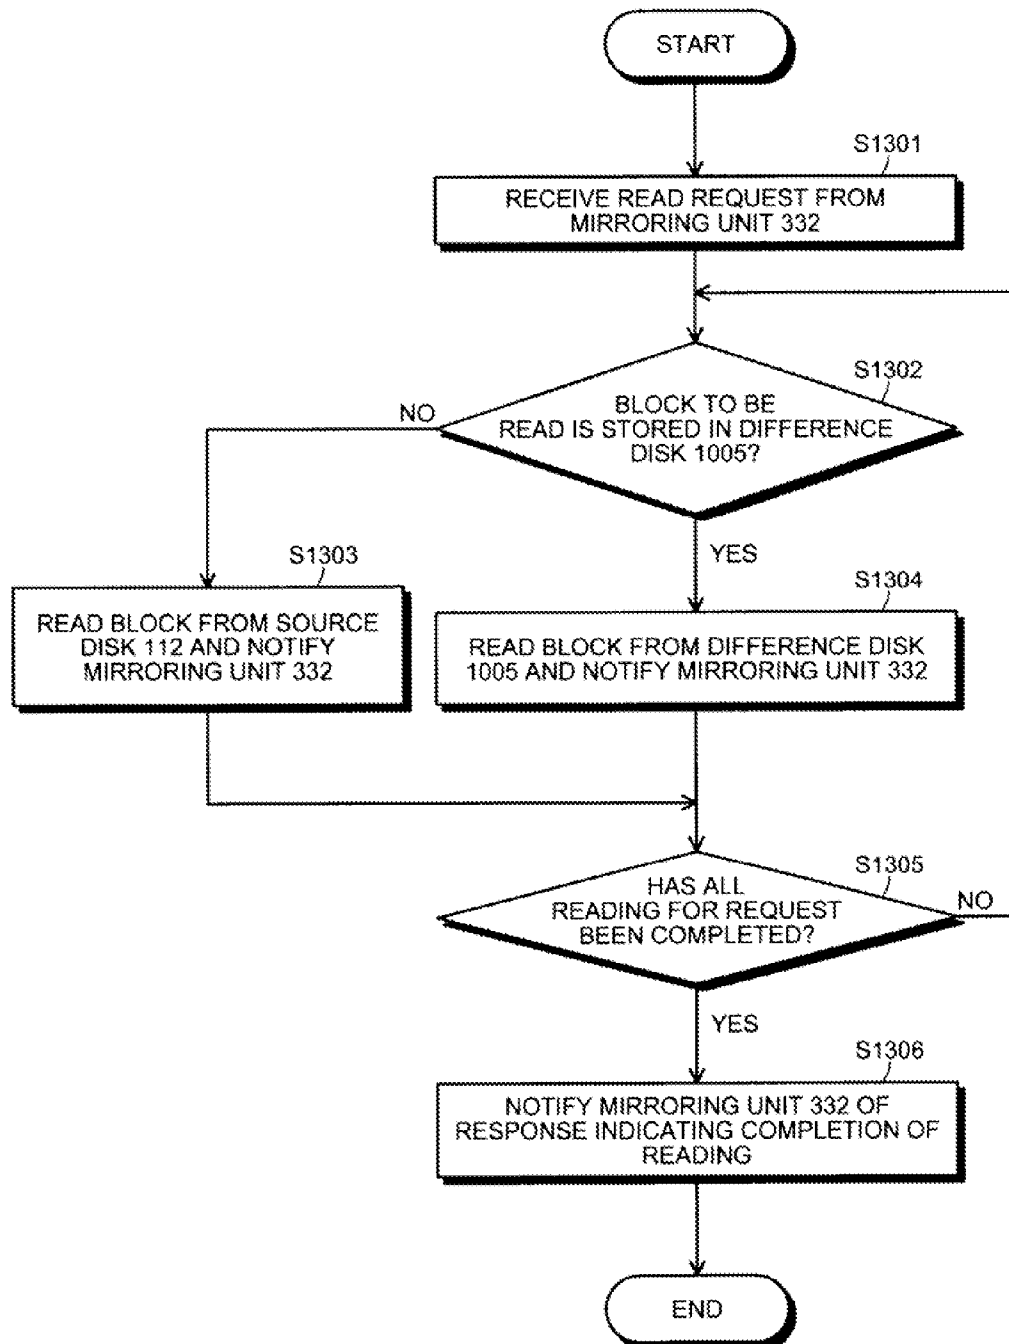 START
S1301
RECEIVE READ REQUEST FROM
MIRRORING UNIT 332
S1302
NO
BLOCK TO BE
READ IS STORED IN DIFFERENCE
DISK 1005?
YES
S1303
READ BLOCK FROM SOURCE
DISK 112 AND NOTIFY
MIRRORING UNIT 332
S1304
READ BLOCK FROM DIFFERENCE DISK
1005 AND NOTIFY MIRRORING UNIT 332
S1305
HAS ALL
READING FOR REQUEST
BEEN COMPLETED?
NO
YES
S1306
NOTIFY MIRRORING UNIT 332 OF
RESPONSE INDICATING COMPLETION OF
READING
END